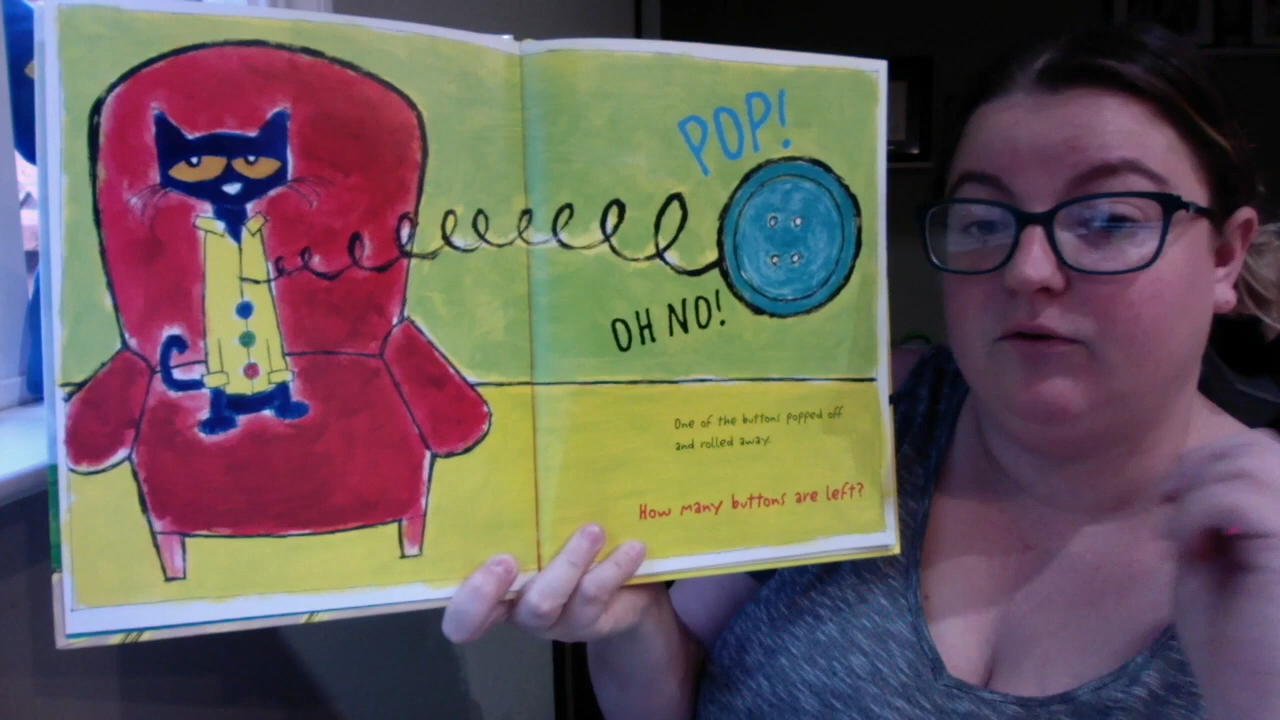 POP!
OH NO!
One of the buttons popped off
and rolled away.
How many buttons are left?